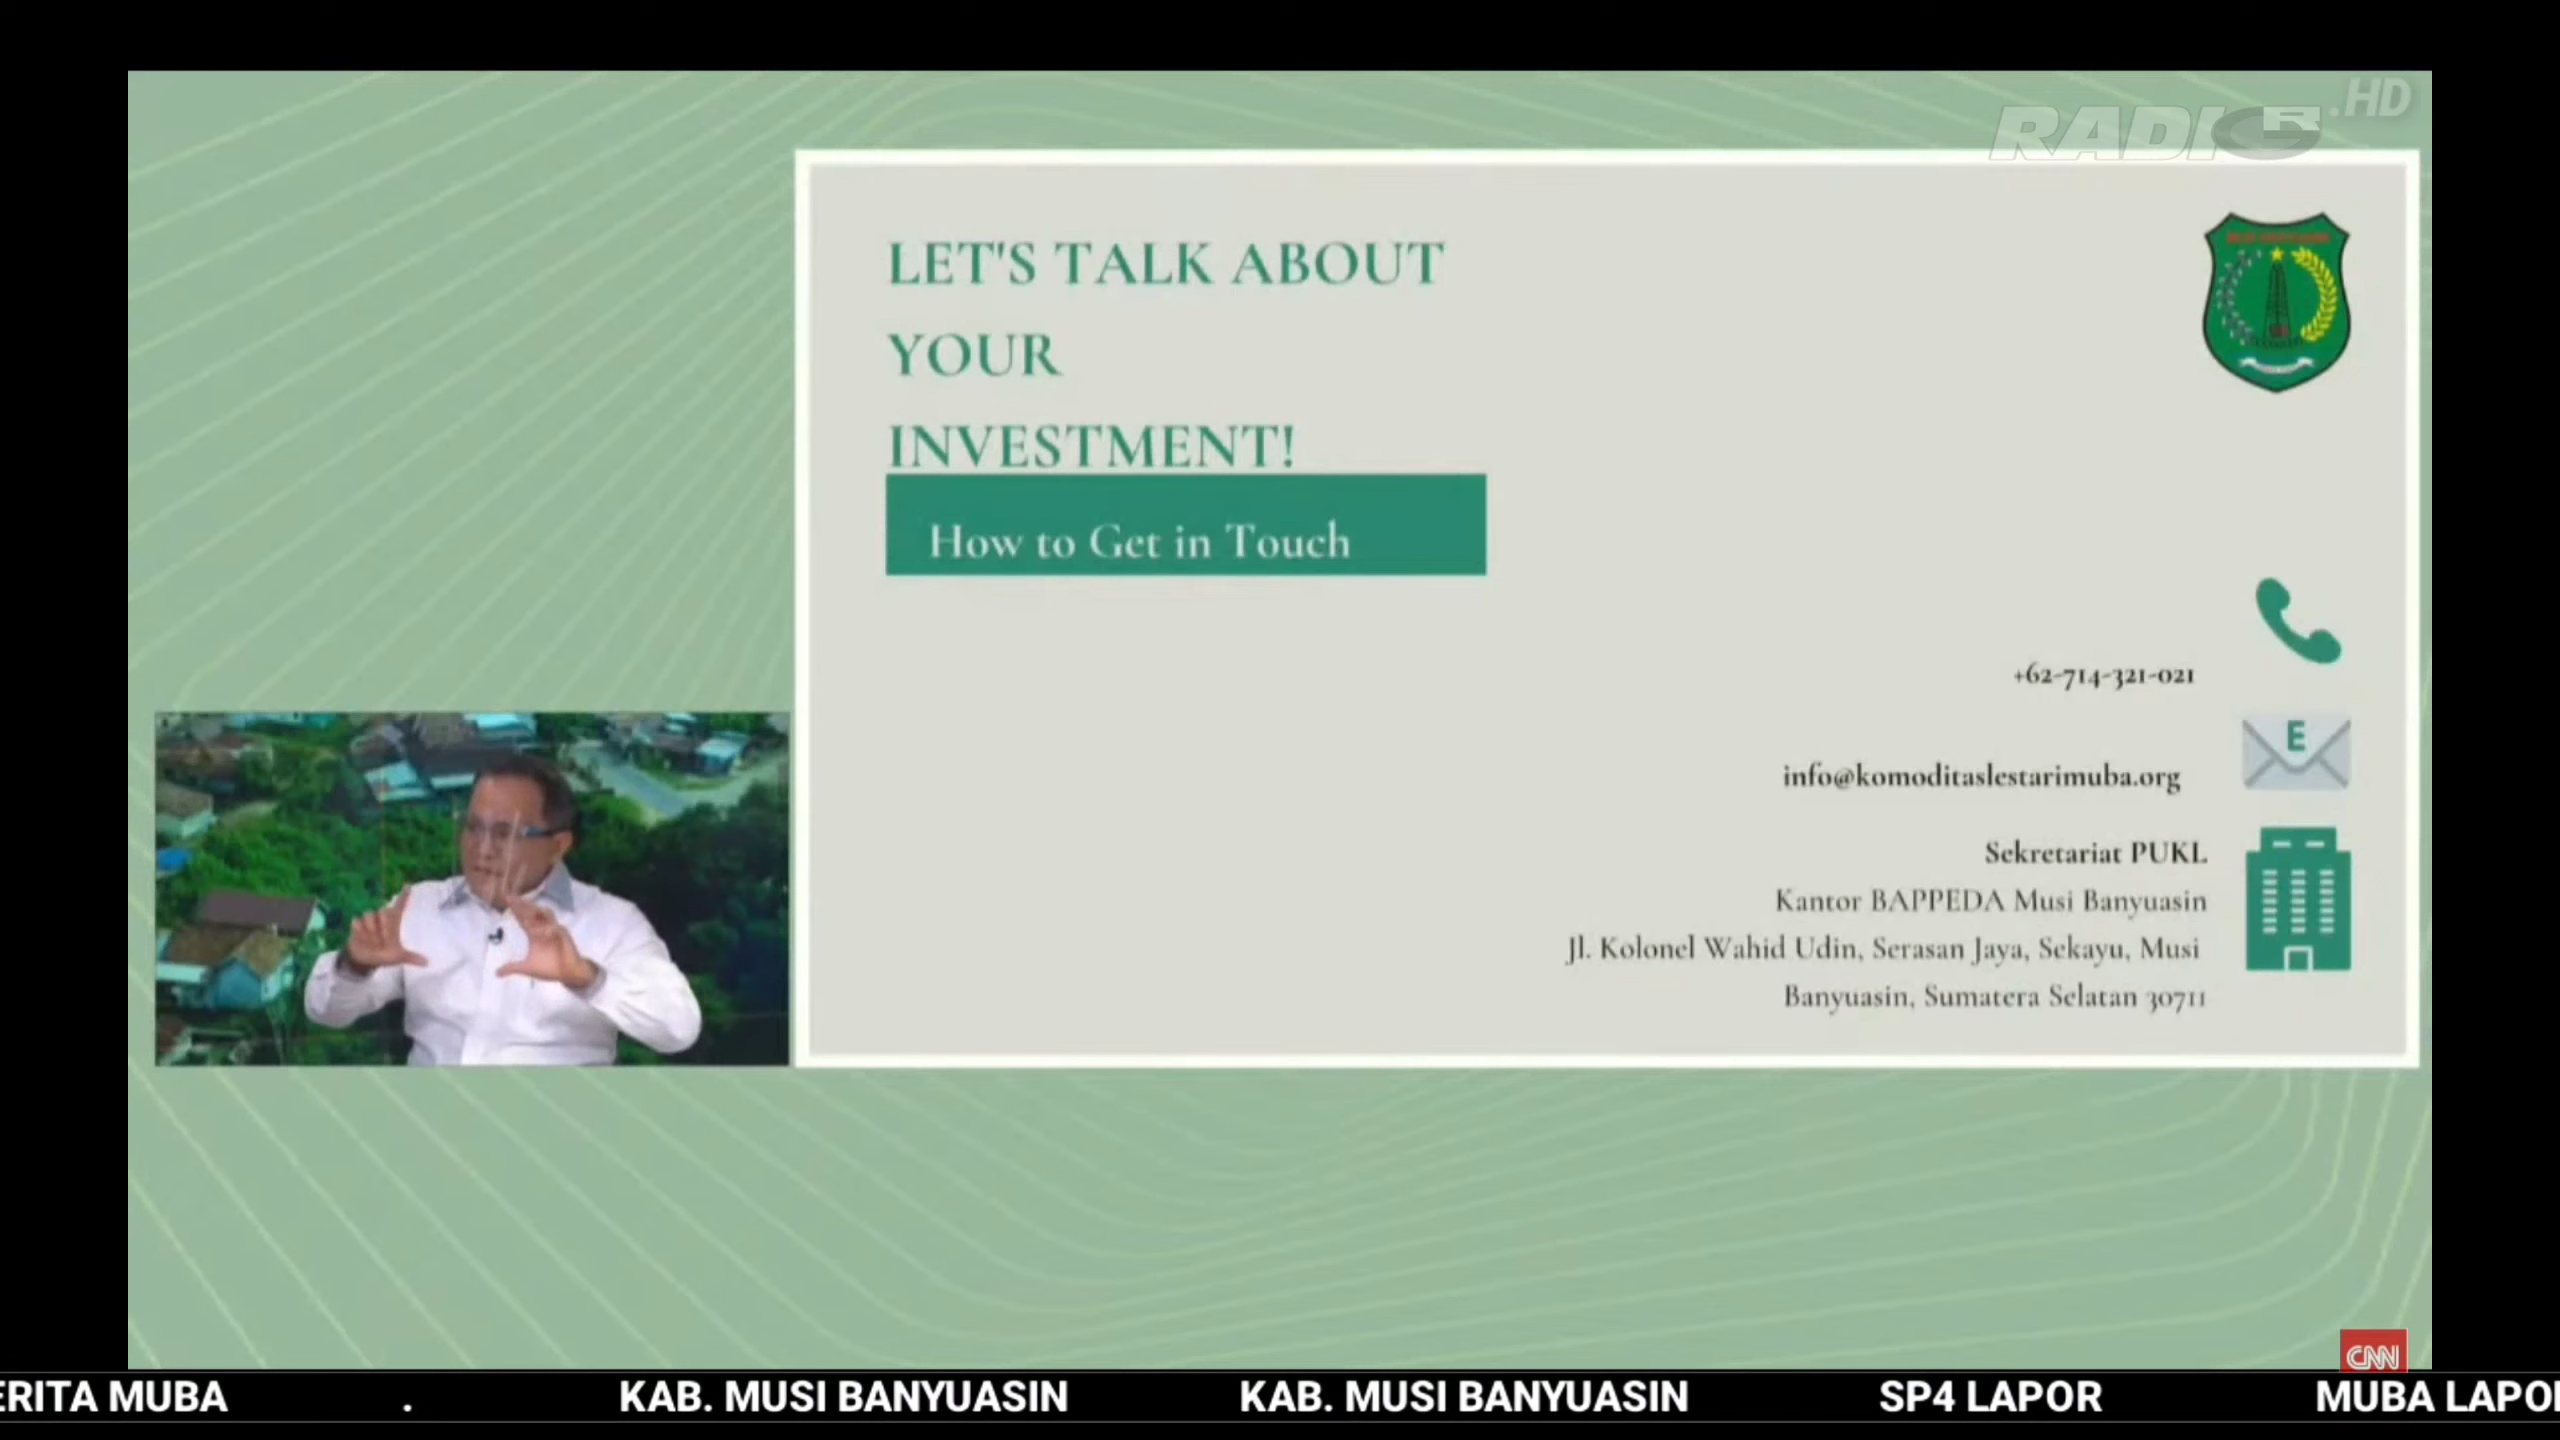 RADIO R.HD
LET'S TALK ABOUT
YOUR
INVESTMENT!
How to Get in Touch
+62-714-321-021
E
info@komoditaslestarimuba.org
Sekretariat PUKL
Kantor BAPPEDA Musi Banyuasin
Jl. Kolonel Wahid Udin, Serasan Jaya, Sekayu, Musi
Banyuasin, Sumatera Selatan 30711
CNN
ERITA MUBA . KAB. MUSI BANYUASIN KAB. MUSI BANYUASIN SP4 LAPOR MUBA LAPO